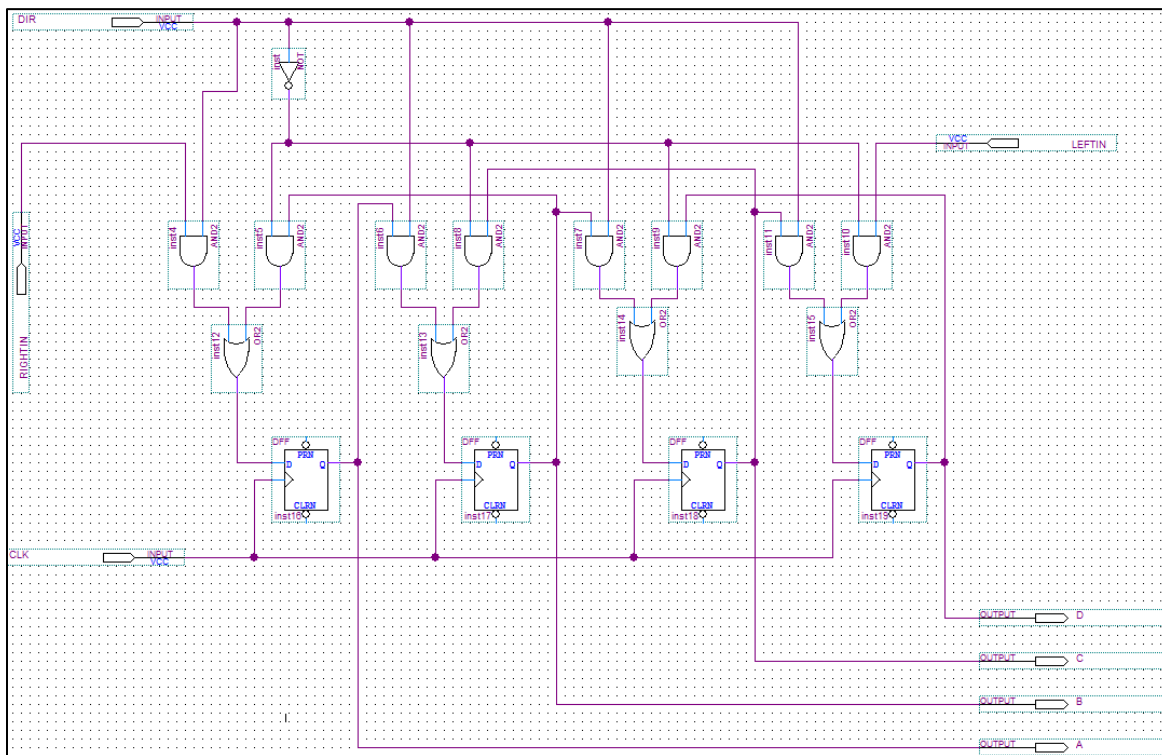 DIR
INPUT
VCC
inst
NOT
VCC
INPUT
LEFTIN
VCC
INPUT
RIGHTIN
inst4
AND2
inst5
AND2
inst6
AND2
inst8
AND2
inst7
AND2
inst9
AND2
inst11
AND2
inst10
AND2
inst12
OR2
inst13
OR2
inst14
OR2
inst15
OR2
DFF
PRN
D Q
CLRN
inst16
DFF
PRN
D Q
CLRN
inst17
DFF
PRN
D Q
CLRN
inst18
DFF
PRN
D Q
CLRN
inst19
CLK
INPUT
VCC
OUTPUT D
OUTPUT C
OUTPUT B
OUTPUT A